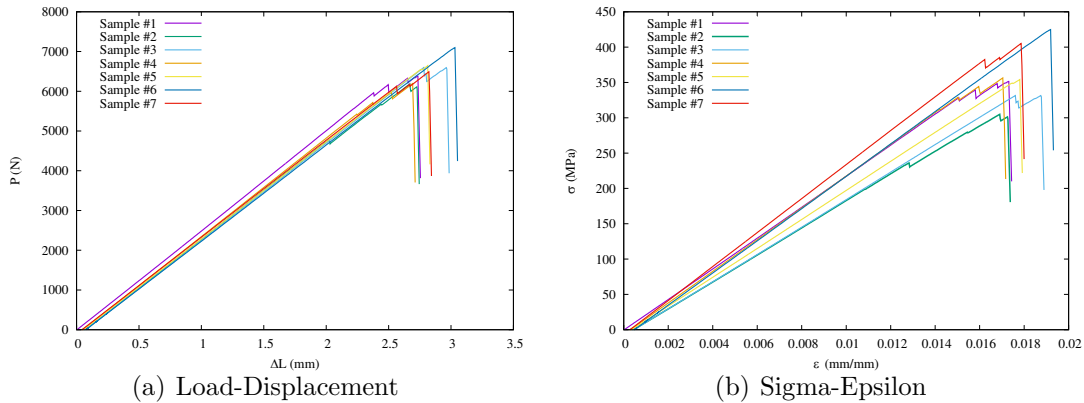 Sample #1
Sample #2
Sample #3
Sample #4
Sample #5
Sample #6
Sample #7
8000
7000
6000
5000
4000
3000
2000
1000
0
P (N)
0 0.5 1 1.5 2 2.5 3 3.5
ΔL (mm)
(a) Load-Displacement
Sample #1
Sample #2
Sample #3
Sample #4
Sample #5
Sample #6
Sample #7
450
400
350
300
250
200
150
100
50
0
σ (MPa)
0 0.002 0.004 0.006 0.008 0.01 0.012 0.014 0.016 0.018 0.02
ε (mm/mm)
(b) Sigma-Epsilon